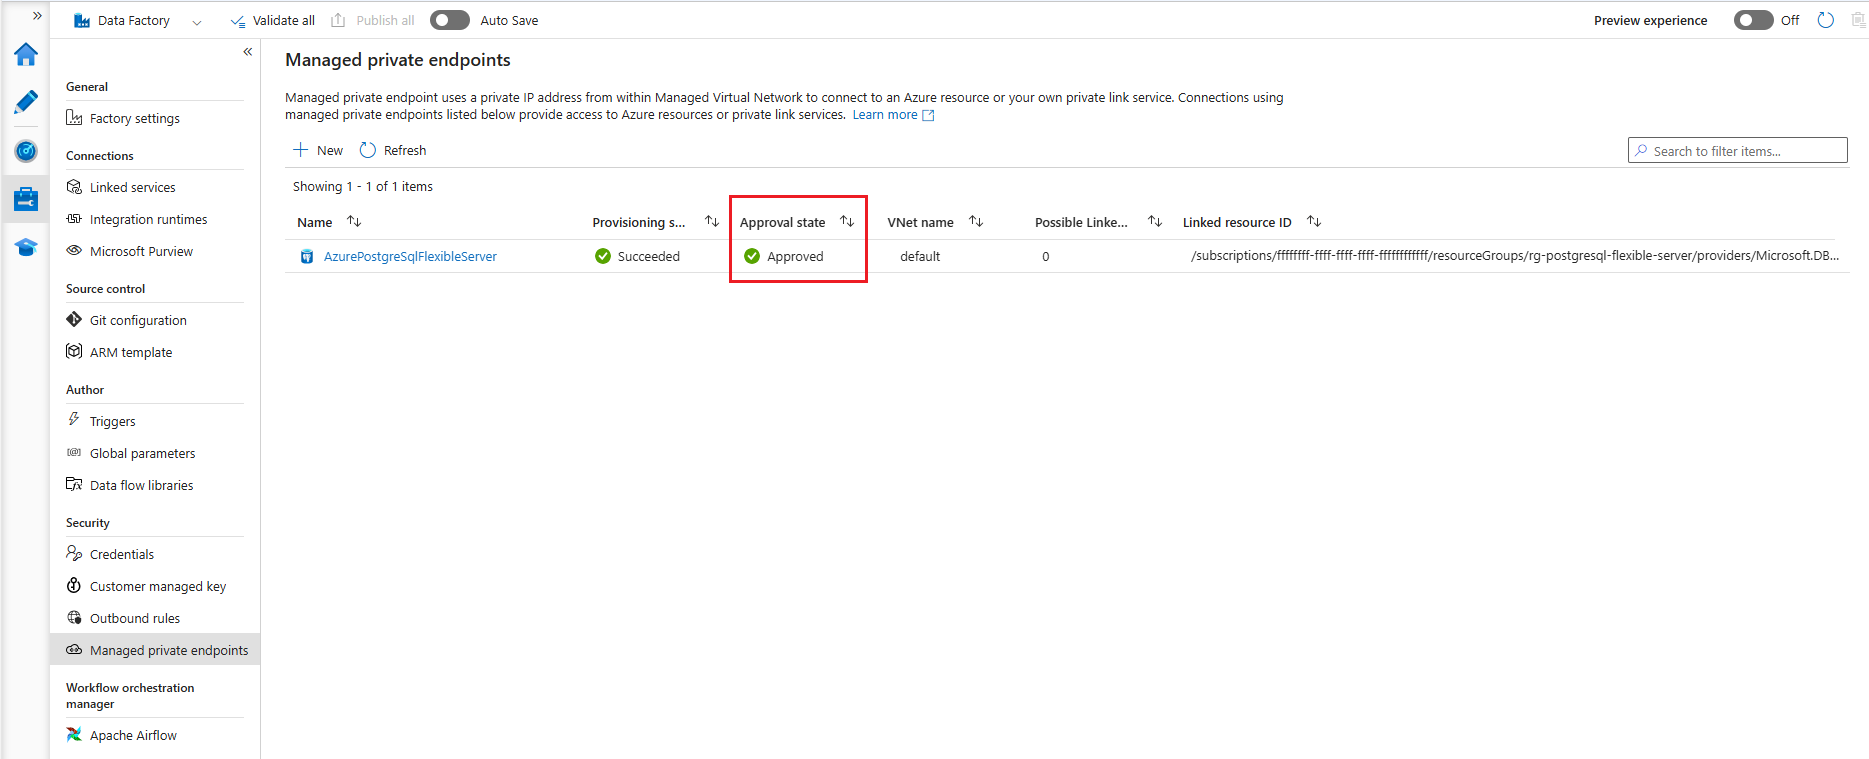 Data Factory Validate all Publish all Auto Save Preview experience Off
General
Factory settings
Connections
Linked services
Integration runtimes
Microsoft Purview
Source control
Git configuration
ARM template
Author
Triggers
Global parameters
Data flow libraries
Security
Credentials
Customer managed key
Outbound rules
Managed private endpoints
Workflow orchestration
manager
Apache Airflow
Managed private endpoints
Managed private endpoint uses a private IP address from within Managed Virtual Network to connect to an Azure resource or your own private link service. Connections using
managed private endpoints listed below provide access to Azure resources or private link services. Learn more
New Refresh Search to filter items...
Showing 1 - 1 of 1 items
Name Provisioning s... Approval state VNet name Possible Linke... Linked resource ID
AzurePostgreSqlFlexibleServer Succeeded Approved default 0 /subscriptions/ffffffff-ffff-ffff-ffff-ffffffffffff/resourceGroups/rg-postgresql-flexible-server/providers/Microsoft.DB...